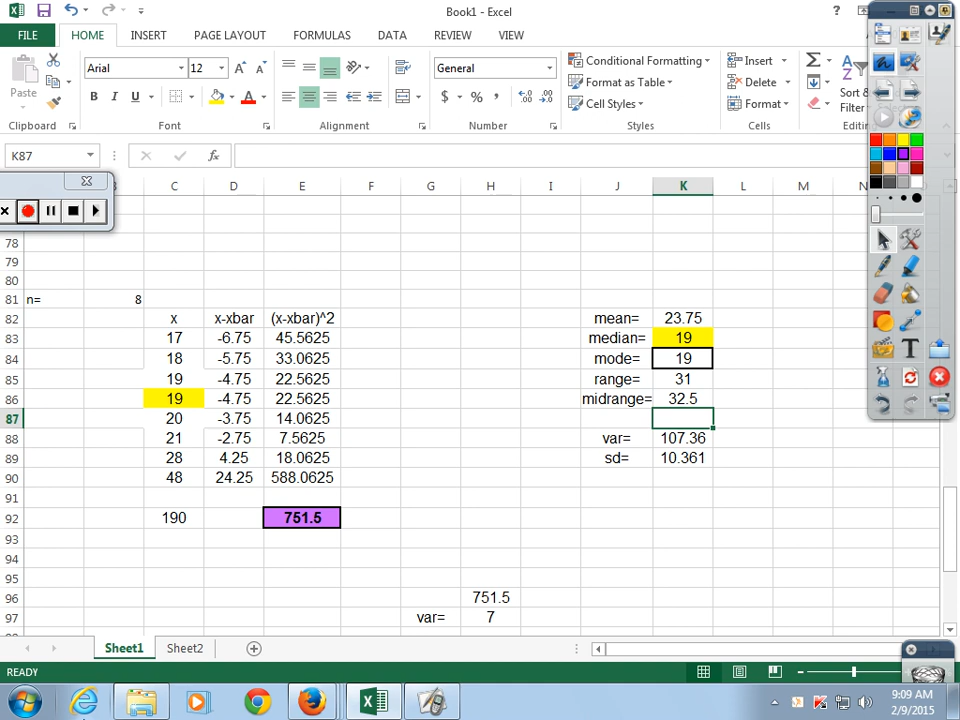 Book1 - Excel
?
FILE HOME INSERT PAGE LAYOUT FORMULAS DATA REVIEW VIEW
Paste
Arial 12
B I U A
General
$ % ,
Conditional Formatting
Format as Table
Cell Styles
Insert
Delete
Format
Sort &
Filter
Clipboard Font Alignment Number Styles Cells Editin
K87 fx
C D E F G H I J K L M N
78
79
80
81 n= 8
82 x x-xbar (x-xbar)^2 mean= 23.75
83 17 -6.75 45.5625 median= 19
84 18 -5.75 33.0625 mode= 19
85 19 -4.75 22.5625 range= 31
86 19 -4.75 22.5625 midrange= 32.5
87 20 -3.75 14.0625
88 21 -2.75 7.5625 var= 107.36
89 28 4.25 18.0625 sd= 10.361
90 48 24.25 588.0625
91
92 190 751.5
93
94
95
96 751.5
97 var= 7
Sheet1 Sheet2
READY
9:09 AM
2/9/2015